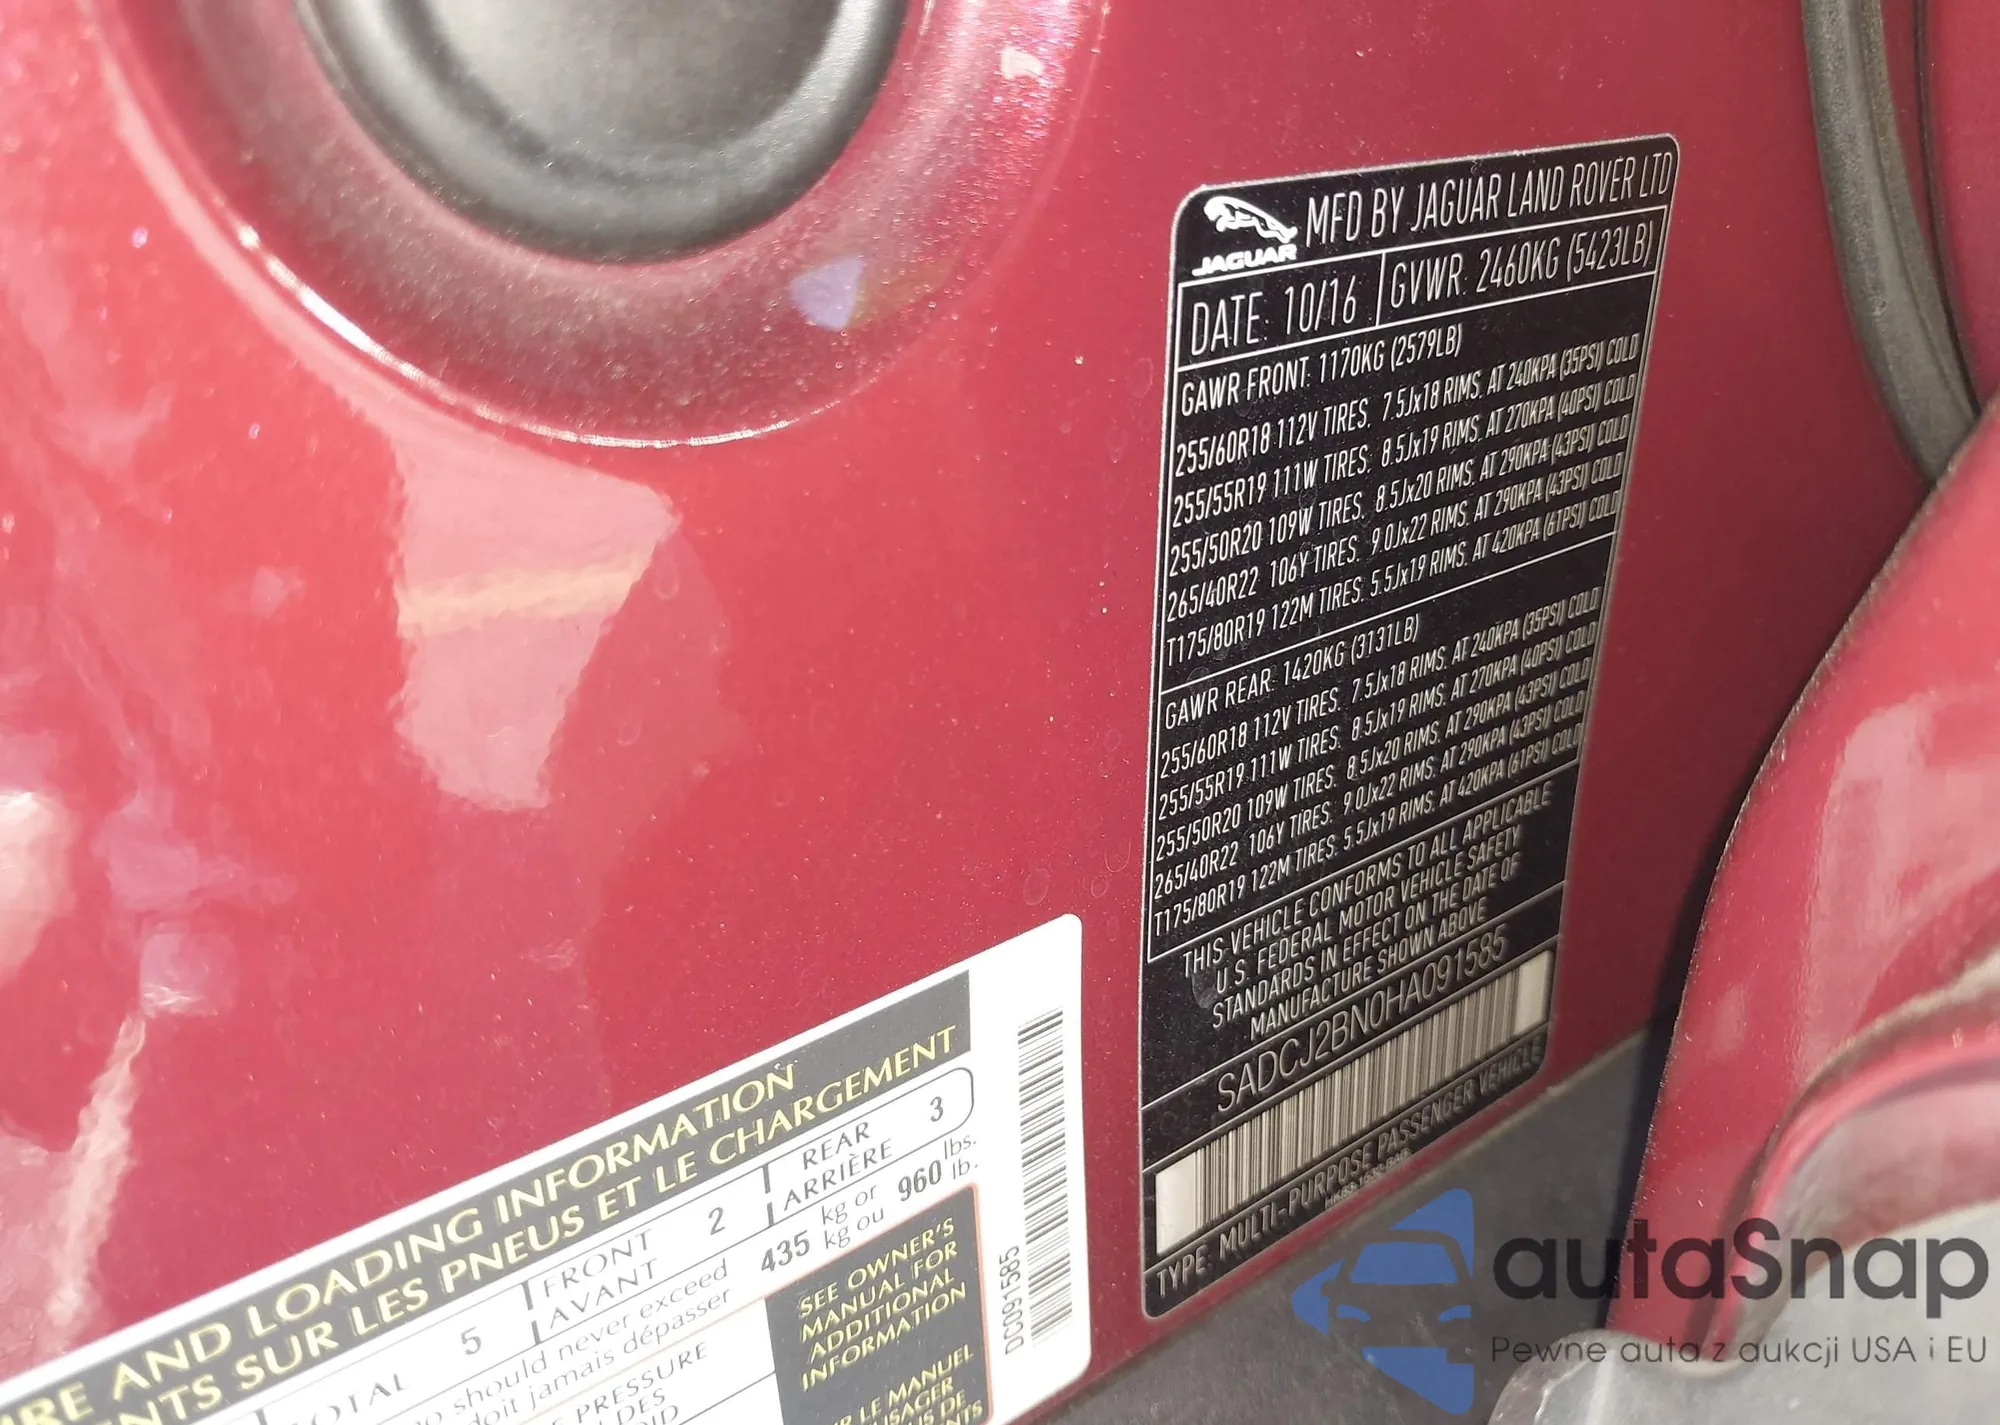 JAGUAR
MFD BY JAGUAR LAND ROVER LTD
DATE: 10/16 GVWR: 2460KG (5423LB)
GAWR FRONT: 1170KG (2579LB)
255/60R18 112V TIRES, 7.5Jx18 RIMS, AT 240KPA (35PSI) COLD
255/55R19 111W TIRES, 8.5Jx19 RIMS, AT 270KPA (40PSI) COLD
255/50R20 109W TIRES, 8.5Jx20 RIMS, AT 290KPA (43PSI) COLD
265/40R22 106Y TIRES, 9.0Jx22 RIMS, AT 290KPA (43PSI) COLD
T175/80R19 122M TIRES, 5.5Jx19 RIMS, AT 420KPA (61PSI) COLD
GAWR REAR: 1420KG (3131LB)
255/60R18 112V TIRES, 7.5Jx18 RIMS, AT 240KPA (35PSI) COLD
255/55R19 111W TIRES, 8.5Jx19 RIMS, AT 270KPA (40PSI) COLD
255/50R20 109W TIRES, 8.5Jx20 RIMS, AT 290KPA (43PSI) COLD
265/40R22 106Y TIRES, 9.0Jx22 RIMS, AT 290KPA (43PSI) COLD
T175/80R19 122M TIRES, 5.5Jx19 RIMS, AT 420KPA (61PSI) COLD
THIS VEHICLE CONFORMS TO ALL APPLICABLE
U.S. FEDERAL MOTOR VEHICLE SAFETY
STANDARDS IN EFFECT ON THE DATE OF
MANUFACTURE SHOWN ABOVE
SADCJ2BN0HA091585
TYPE: MULTI-PURPOSE PASSENGER VEHICLE
IRE AND LOADING INFORMATION
ENTS SUR LES PNEUS ET LE CHARGEMENT
OTAL 5 FRONT 2 REAR 3
AVANT ARRIÈRE
should never exceed 435 kg or 960 lbs.
doit jamais dépasser kg ou lb.
PRESSURE
DES
SEE OWNER'S
MANUAL FOR
ADDITIONAL
INFORMATION
LE MANUEL
DC091585
autaSnap
Pewne auta z aukcji USA i EU